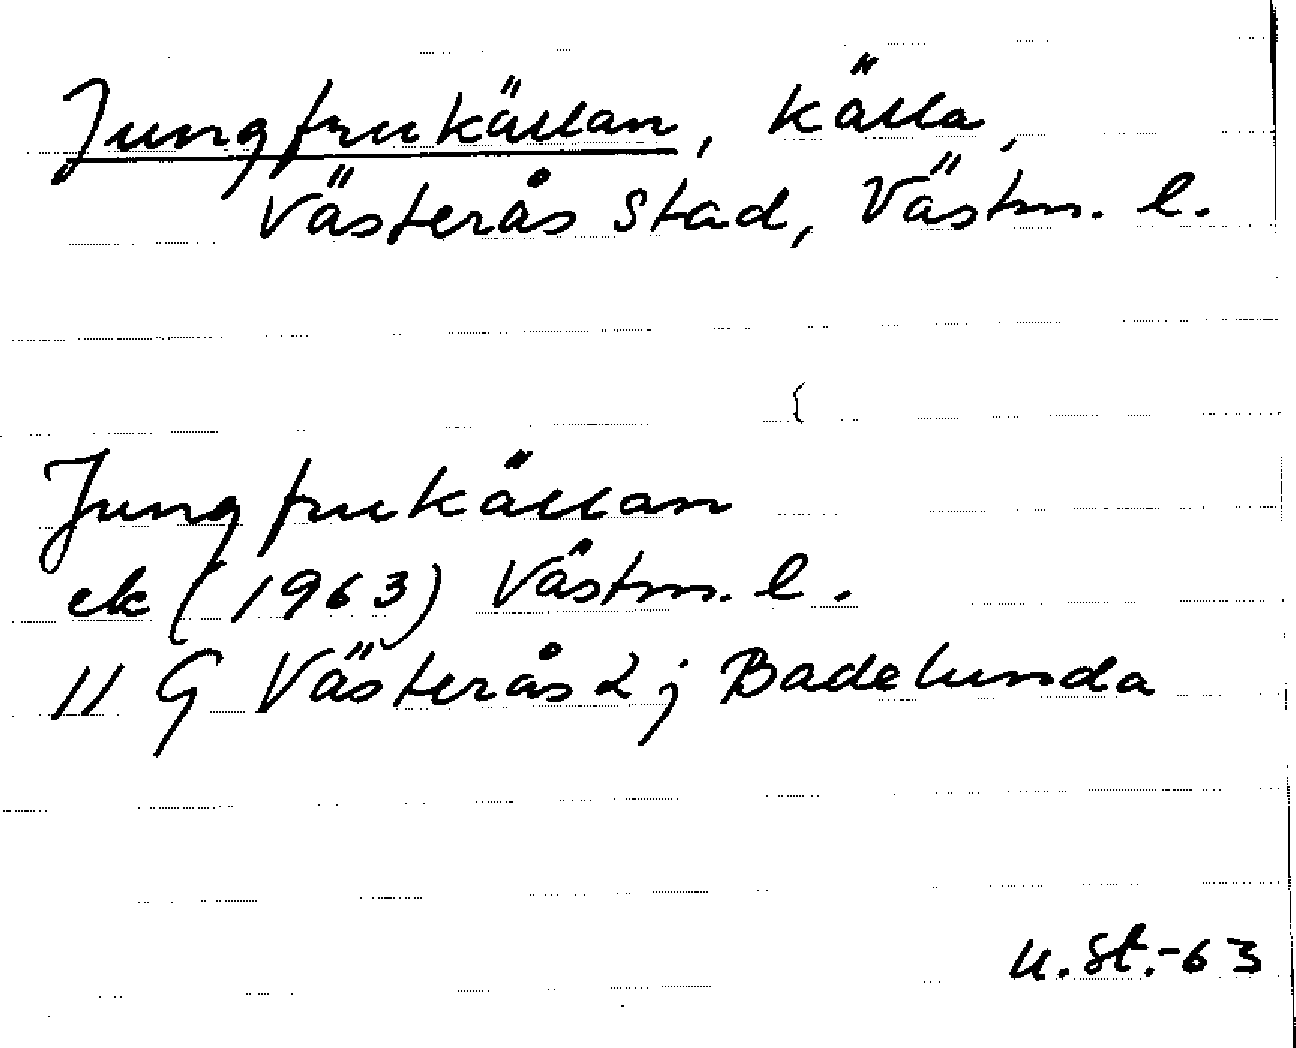 Jungfrukällan, källa,
Västerås stad, Västm. l.
Jungfrukällan
ek (1963) Västm. l.
11 G Västerås 2 j Badelunda
U. St. -63